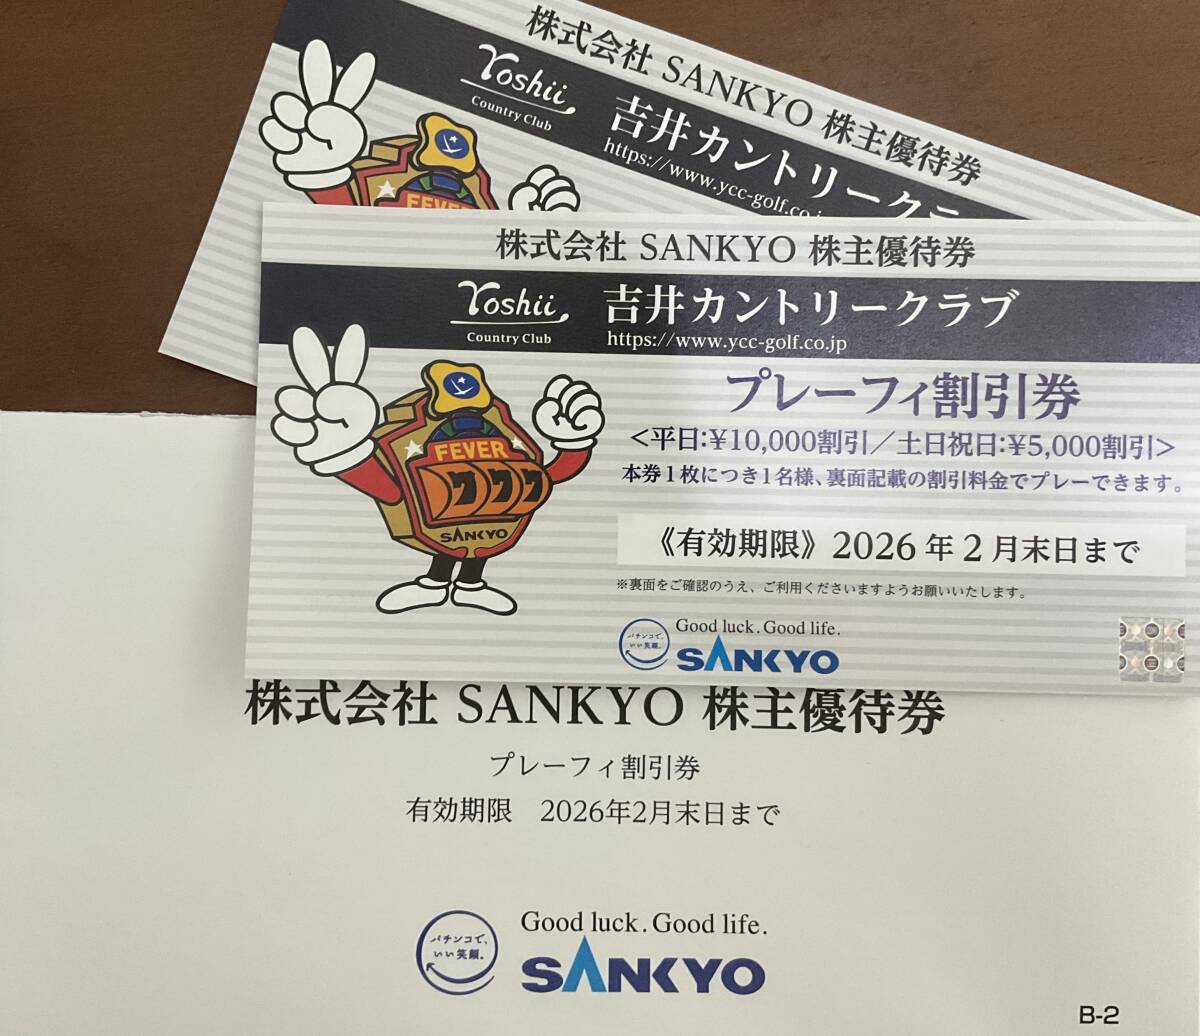 株式会社 SANKYO 株主優待券
Yoshii
Country Club
吉井カントリークラ
https://www.ycc-golf.co.j
FEVER
株式会社 SANKYO 株主優待券
Yoshii
Country Club
吉井カントリークラブ
https://www.ycc-golf.co.jp
プレーフィ割引券
<平日:¥10,000割引／土日祝日:¥5,000割引>
本券1枚につき1名様、裏面記載の割引料金でプレーできます。
《有効期限》2026年2月末日まで
※裏面をご確認のうえ、ご利用くださいますようお願いいたします。
FEVER
777
SANKYO
パチンコで、
いい笑顔。
Good luck. Good life.
SANKYO
株式会社 SANKYO 株主優待券
プレーフィ割引券
有効期限　2026年2月末日まで
パチンコで、
いい笑顔。
Good luck. Good life.
SANKYO
B-2